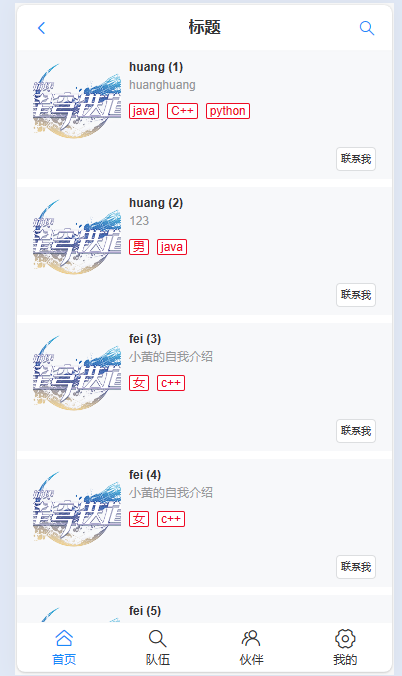 标题
huang (1)
huanghuang
java C++ python
联系我
huang (2)
123
男 java
联系我
fei (3)
小黄的自我介绍
女 c++
联系我
fei (4)
小黄的自我介绍
女 c++
联系我
fei (5)
首页 队伍 伙伴 我的